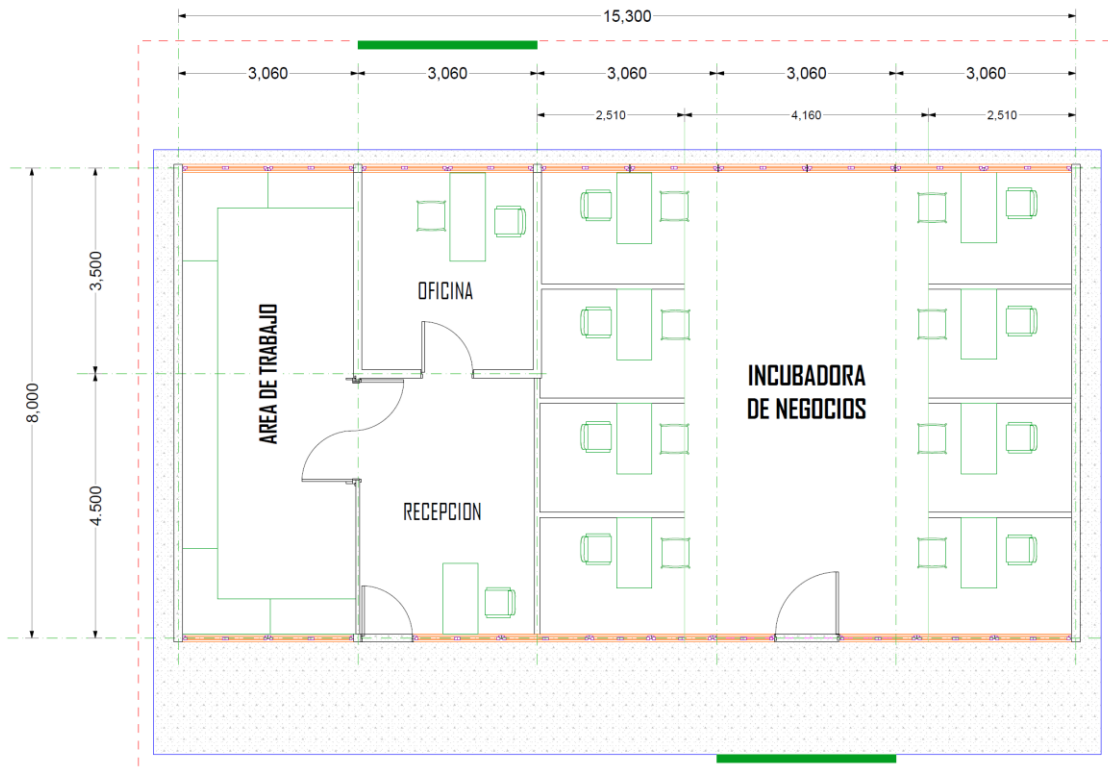 15,300
3,060
3,060
3,060
3,060
3,060
2,510
4,160
2,510
8,000
3,500
4.500
OFICINA
AREA DE TRABAJO
INCUBADORA
DE NEGOCIOS
RECEPCION